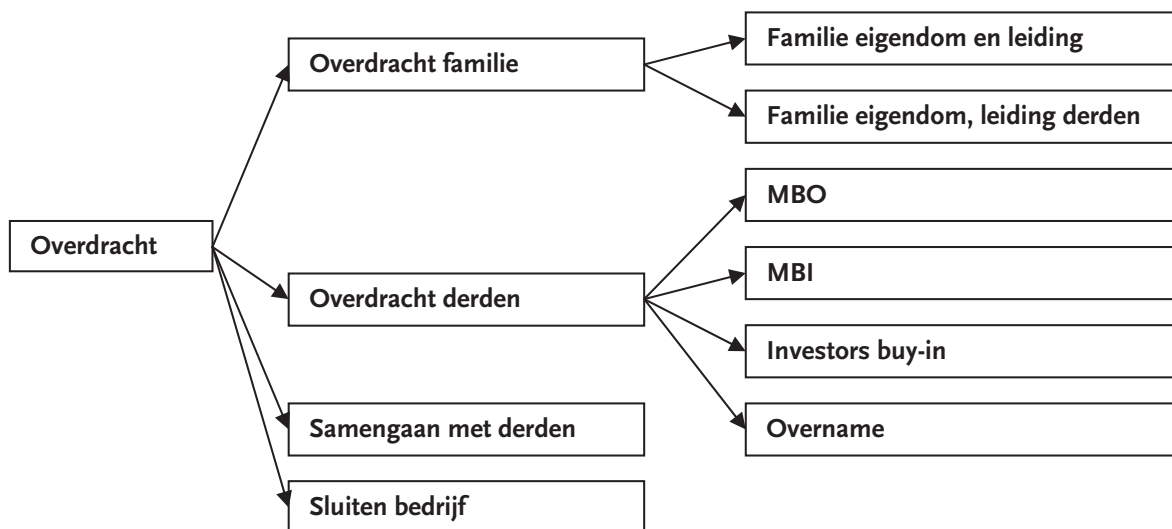 Overdracht
Overdracht familie
Familie eigendom en leiding
Familie eigendom, leiding derden
Overdracht derden
MBO
MBI
Investors buy-in
Overname
Samengaan met derden
Sluiten bedrijf